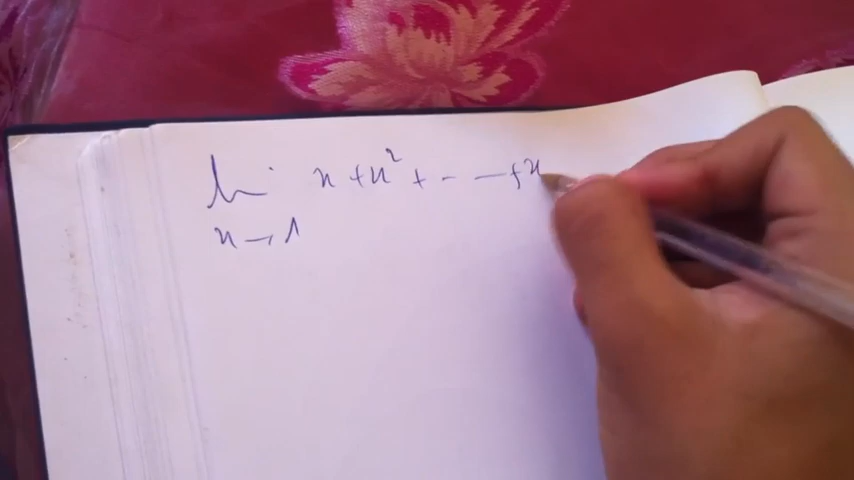 lim x + x² + - — + x
x → 1